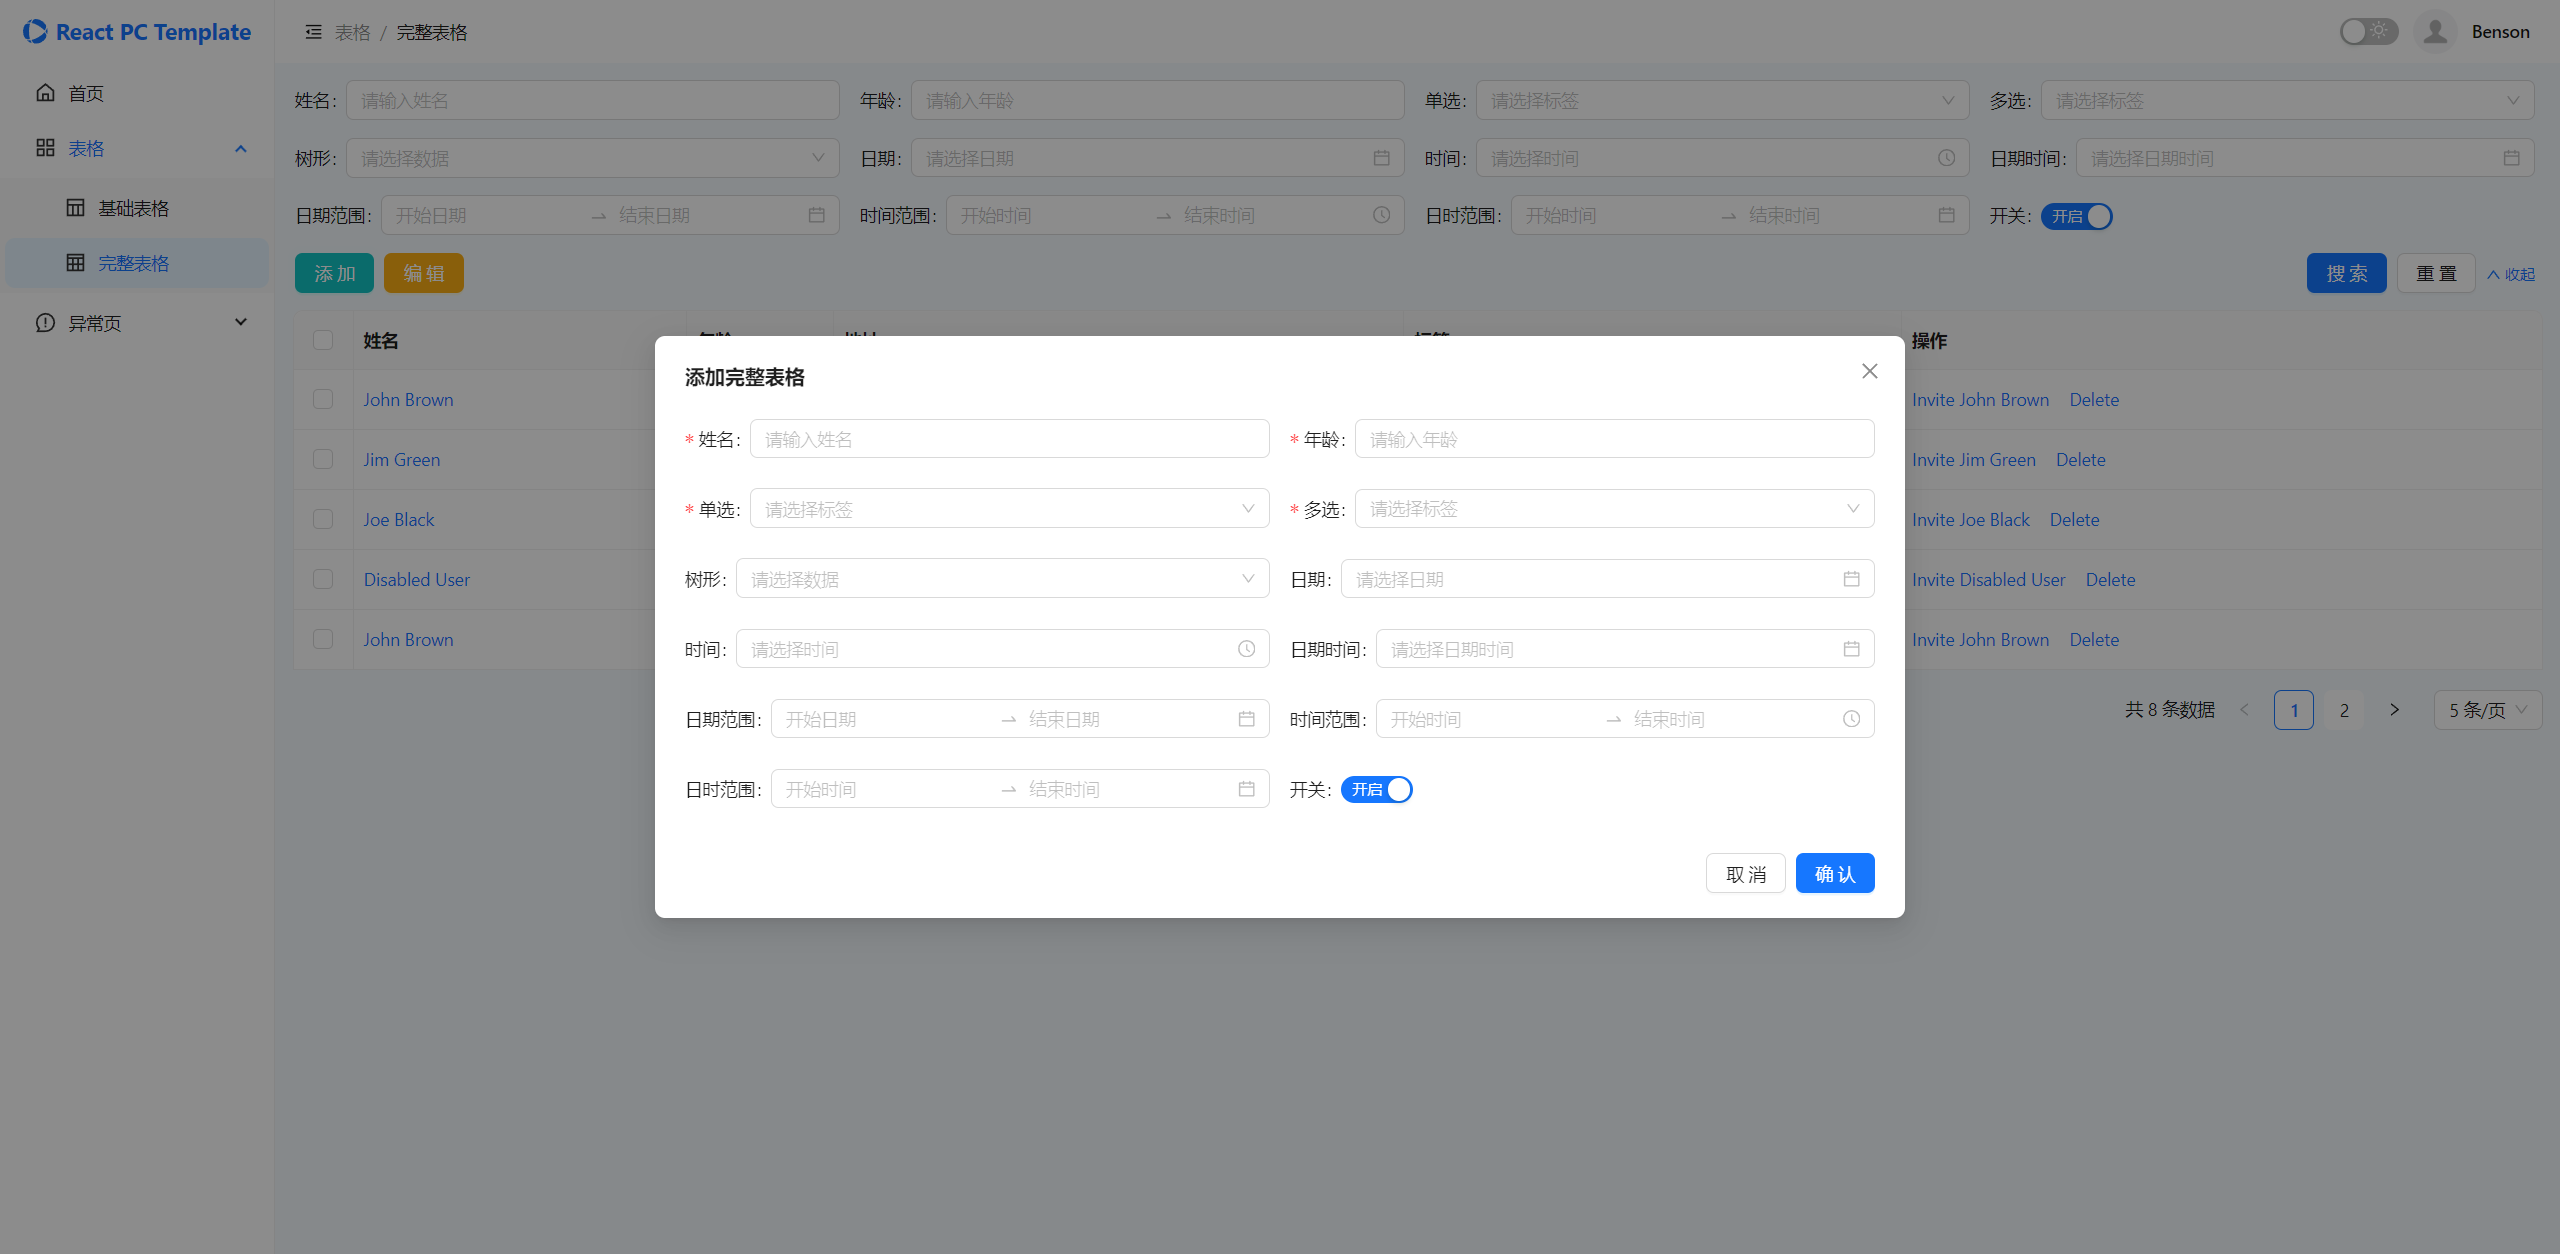 React PC Template
表格 / 完整表格
Benson
首页
表格
基础表格
完整表格
异常页
姓名: 请输入姓名
年龄: 请输入年龄
单选: 请选择标签
多选: 请选择标签
树形: 请选择数据
日期: 请选择日期
时间: 请选择时间
日期时间: 请选择日期时间
日期范围: 开始日期 → 结束日期
时间范围: 开始时间 → 结束时间
日时范围: 开始时间 → 结束时间
开关: 开启
添加 编辑
搜索 重置 收起
姓名 操作
John Brown Invite John Brown Delete
Jim Green Invite Jim Green Delete
Joe Black Invite Joe Black Delete
Disabled User Invite Disabled User Delete
John Brown Invite John Brown Delete
共 8 条数据 < 1 2 > 5 条/页
添加完整表格
* 姓名: 请输入姓名
* 年龄: 请输入年龄
* 单选: 请选择标签
* 多选: 请选择标签
树形: 请选择数据
日期: 请选择日期
时间: 请选择时间
日期时间: 请选择日期时间
日期范围: 开始日期 → 结束日期
时间范围: 开始时间 → 结束时间
日时范围: 开始时间 → 结束时间
开关: 开启
取消 确认